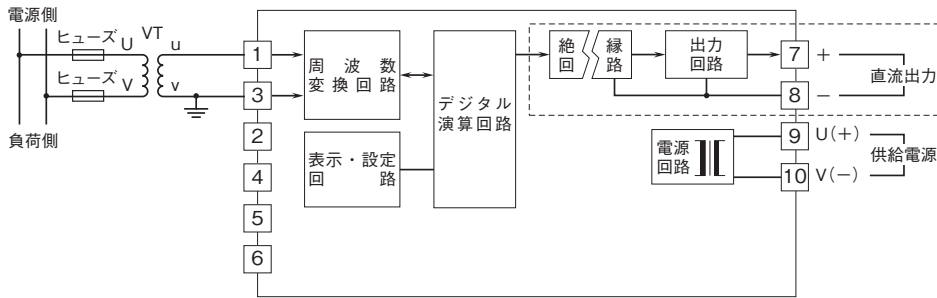 電源側
ヒューズ U VT u
ヒューズ V v
負荷側
1
3
2
4
5
6
周波数
変換回路
表示・設定
回路
デジタル
演算回路
絶縁
回路
出力
回路
7 +
8 −
直流出力
電源
回路
9 U(+)
10 V(−)
供給電源